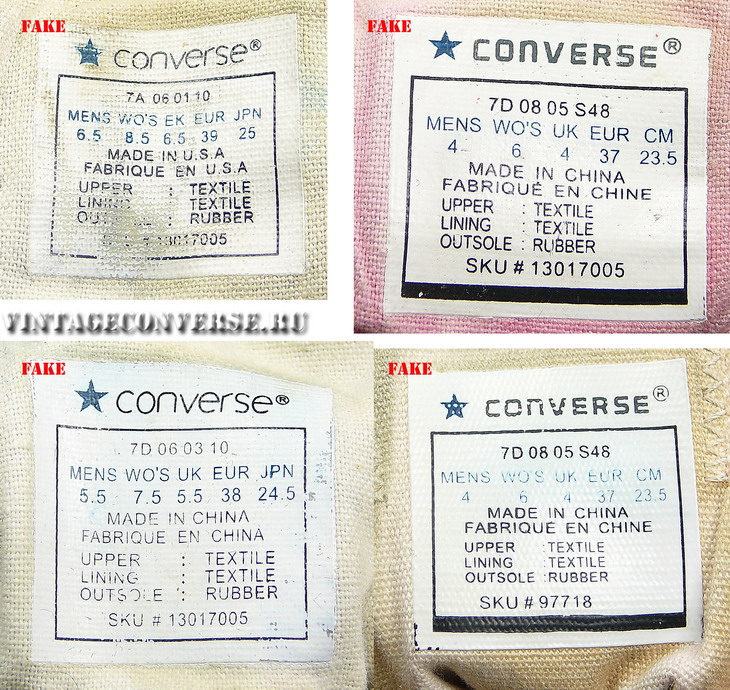 FAKE
converse®
7A 06 01 10
MENS WO'S EK EUR JPN
6.5 8.5 6.5 39 25
MADE IN U.S.A
FABRIQUE EN U.S.A
UPPER : TEXTILE
LINING : TEXTILE
: RUBBER
#13017005
FAKE
CONVERSE®
7D 08 05 S48
MENS WO'S UK EUR CM
4 6 4 37 23.5
MADE IN CHINA
FABRIQUÉ EN CHINE
UPPER : TEXTILE
LINING : TEXTILE
OUTSOLE : RUBBER
SKU # 13017005
VINTAGECONVERSE.RU
FAKE
converse®
7D 06 03 10
MENS WO'S UK EUR JPN
5.5 7.5 5.5 38 24.5
MADE IN CHINA
FABRIQUE EN CHINA
UPPER : TEXTILE
LINING : TEXTILE
OUTSOLE : RUBBER
SKU # 13017005
FAKE
CONVERSE®
7D 08 05 S48
MENS WO'S UK EUR CM
4 6 4 37 23.5
MADE IN CHINA
FABRIQUÉ EN CHINE
UPPER :TEXTILE
LINING :TEXTILE
OUTSOLE :RUBBER
SKU # 97718